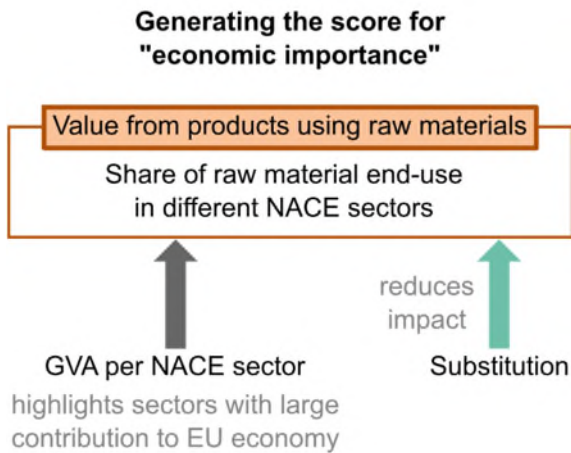 Generating the score for
"economic importance"
Value from products using raw materials
Share of raw material end-use
in different NACE sectors
reduces
impact
GVA per NACE sector
Substitution
highlights sectors with large
contribution to EU economy